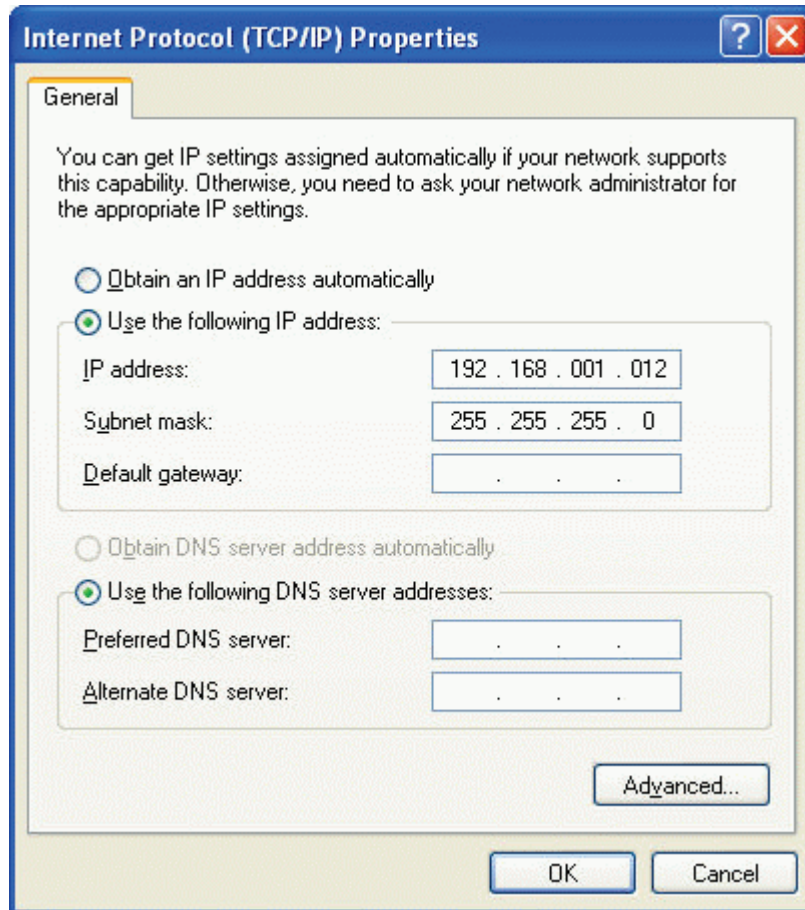 Internet Protocol (TCP/IP) Properties
General
You can get IP settings assigned automatically if your network supports
this capability. Otherwise, you need to ask your network administrator for
the appropriate IP settings.
Obtain an IP address automatically
Use the following IP address:
IP address: 192 . 168 . 001 . 012
Subnet mask: 255 . 255 . 255 . 0
Default gateway: . . .
Obtain DNS server address automatically
Use the following DNS server addresses:
Preferred DNS server: . . .
Alternate DNS server: . . .
Advanced...
OK Cancel